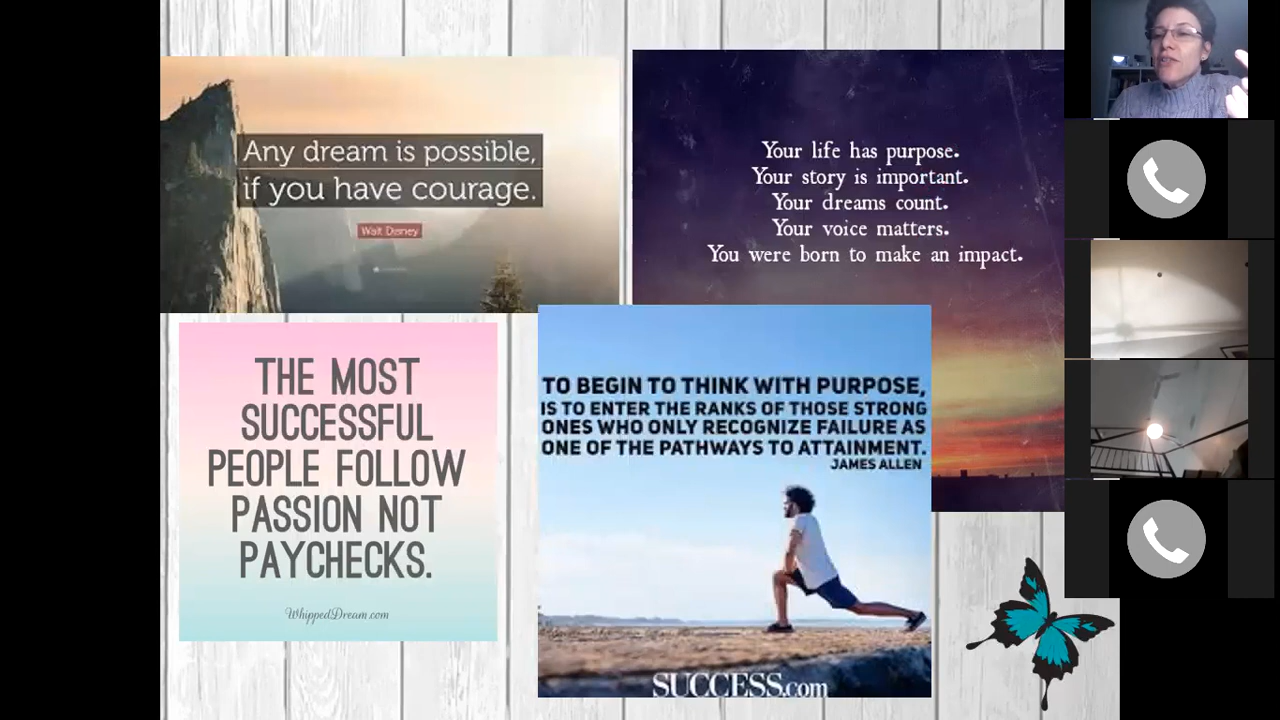 Any dream is possible,
if you have courage.
Walt Disney
Your life has purpose.
Your story is important.
Your dreams count.
Your voice matters.
You were born to make an impact.
THE MOST
SUCCESSFUL
PEOPLE FOLLOW
PASSION NOT
PAYCHECKS.
WhippedDream.com
TO BEGIN TO THINK WITH PURPOSE,
IS TO ENTER THE RANKS OF THOSE STRONG
ONES WHO ONLY RECOGNIZE FAILURE AS
ONE OF THE PATHWAYS TO ATTAINMENT.
JAMES ALLEN
SUCCESS.com